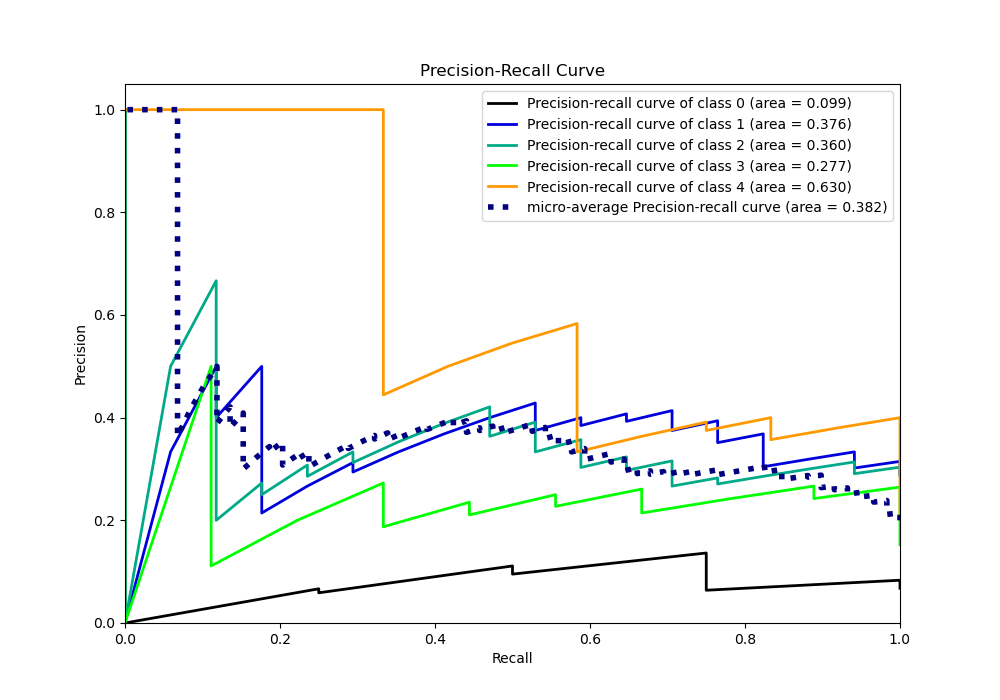 Precision-Recall Curve
Precision-recall curve of class 0 (area = 0.099)
Precision-recall curve of class 1 (area = 0.376)
Precision-recall curve of class 2 (area = 0.360)
Precision-recall curve of class 3 (area = 0.277)
Precision-recall curve of class 4 (area = 0.630)
micro-average Precision-recall curve (area = 0.382)
Precision
1.0
0.8
0.6
0.4
0.2
0.0
0.0 0.2 0.4 0.6 0.8 1.0
Recall